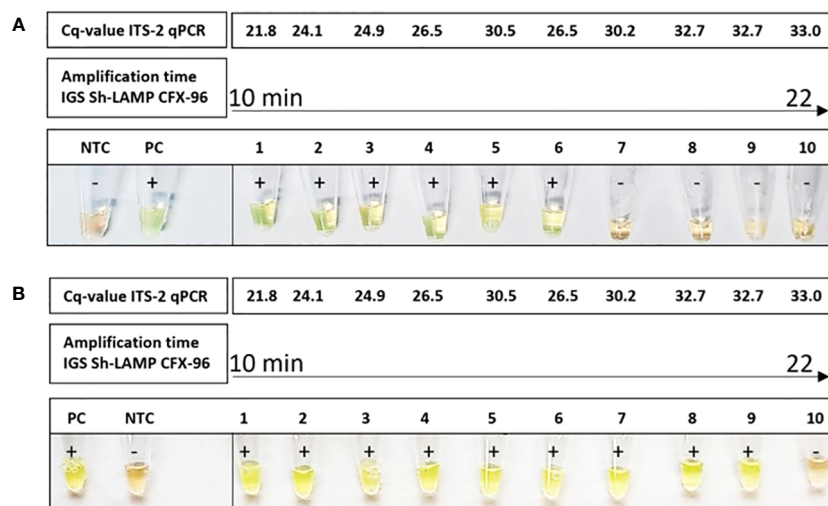 A
Cq-value ITS-2 qPCR 21.8 24.1 24.9 26.5 30.5 26.5 30.2 32.7 32.7 33.0
Amplification time
IGS Sh-LAMP CFX-96 10 min 22
NTC PC 1 2 3 4 5 6 7 8 9 10
- + + + + + + + - - - -
B
Cq-value ITS-2 qPCR 21.8 24.1 24.9 26.5 30.5 26.5 30.2 32.7 32.7 33.0
Amplification time
IGS Sh-LAMP CFX-96 10 min 22
PC NTC 1 2 3 4 5 6 7 8 9 10
+ - + + + + + + + + + -